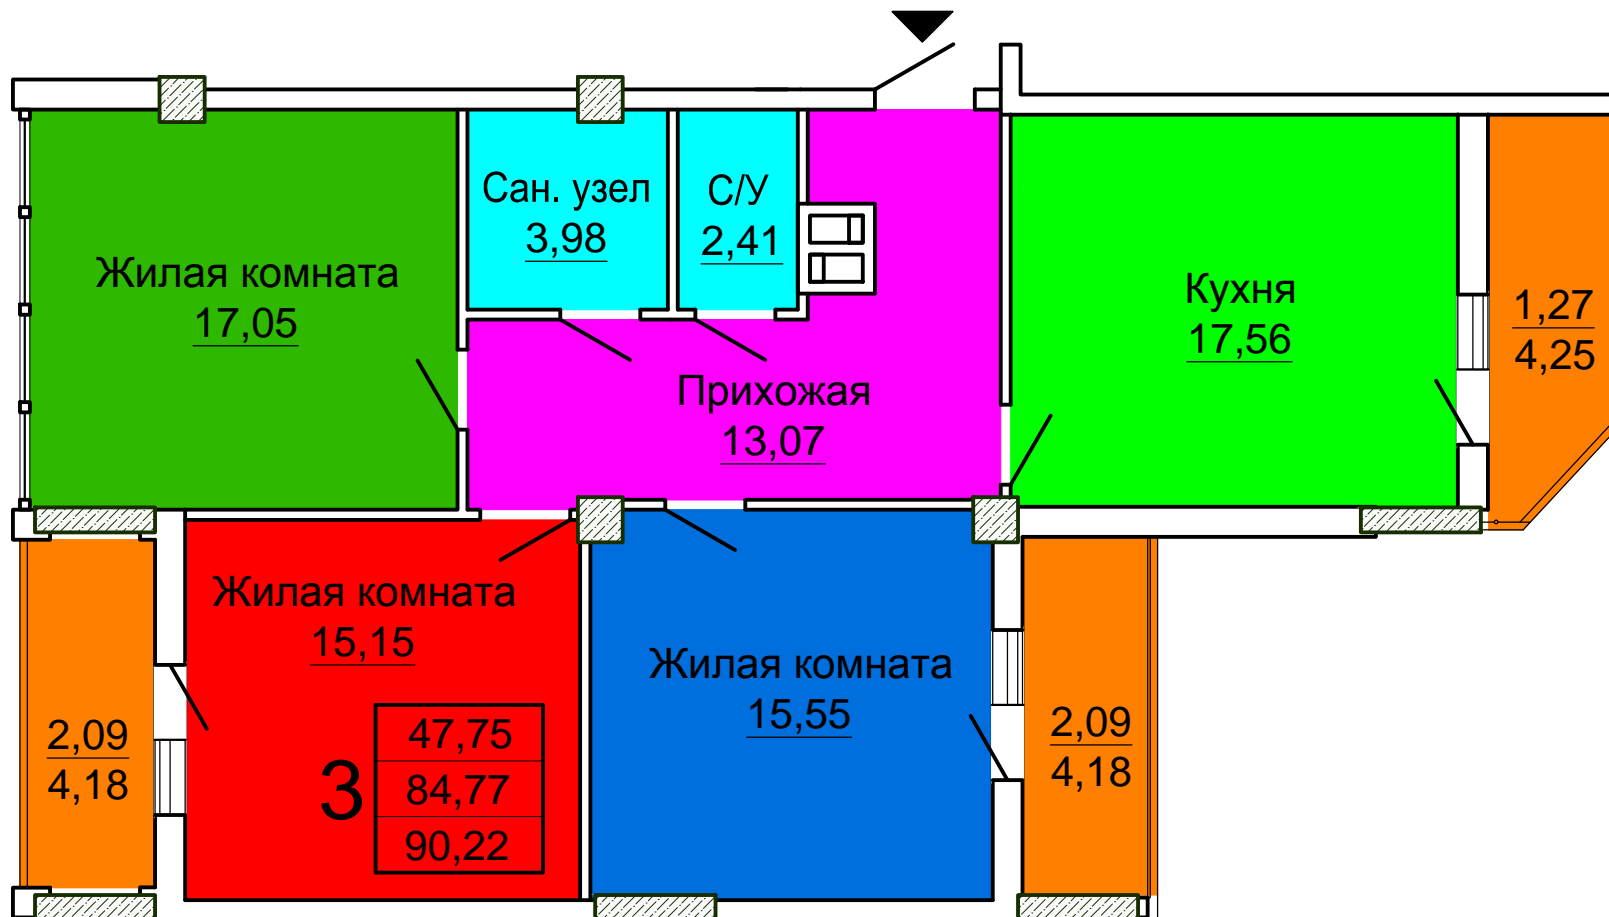 Сан. узел
3,98
С/У
2,41
Жилая комната
17,05
Кухня
17,56
1,27
4,25
Прихожая
13,07
Жилая комната
15,15
Жилая комната
15,55
2,09
4,18
3
47,75
84,77
90,22
2,09
4,18